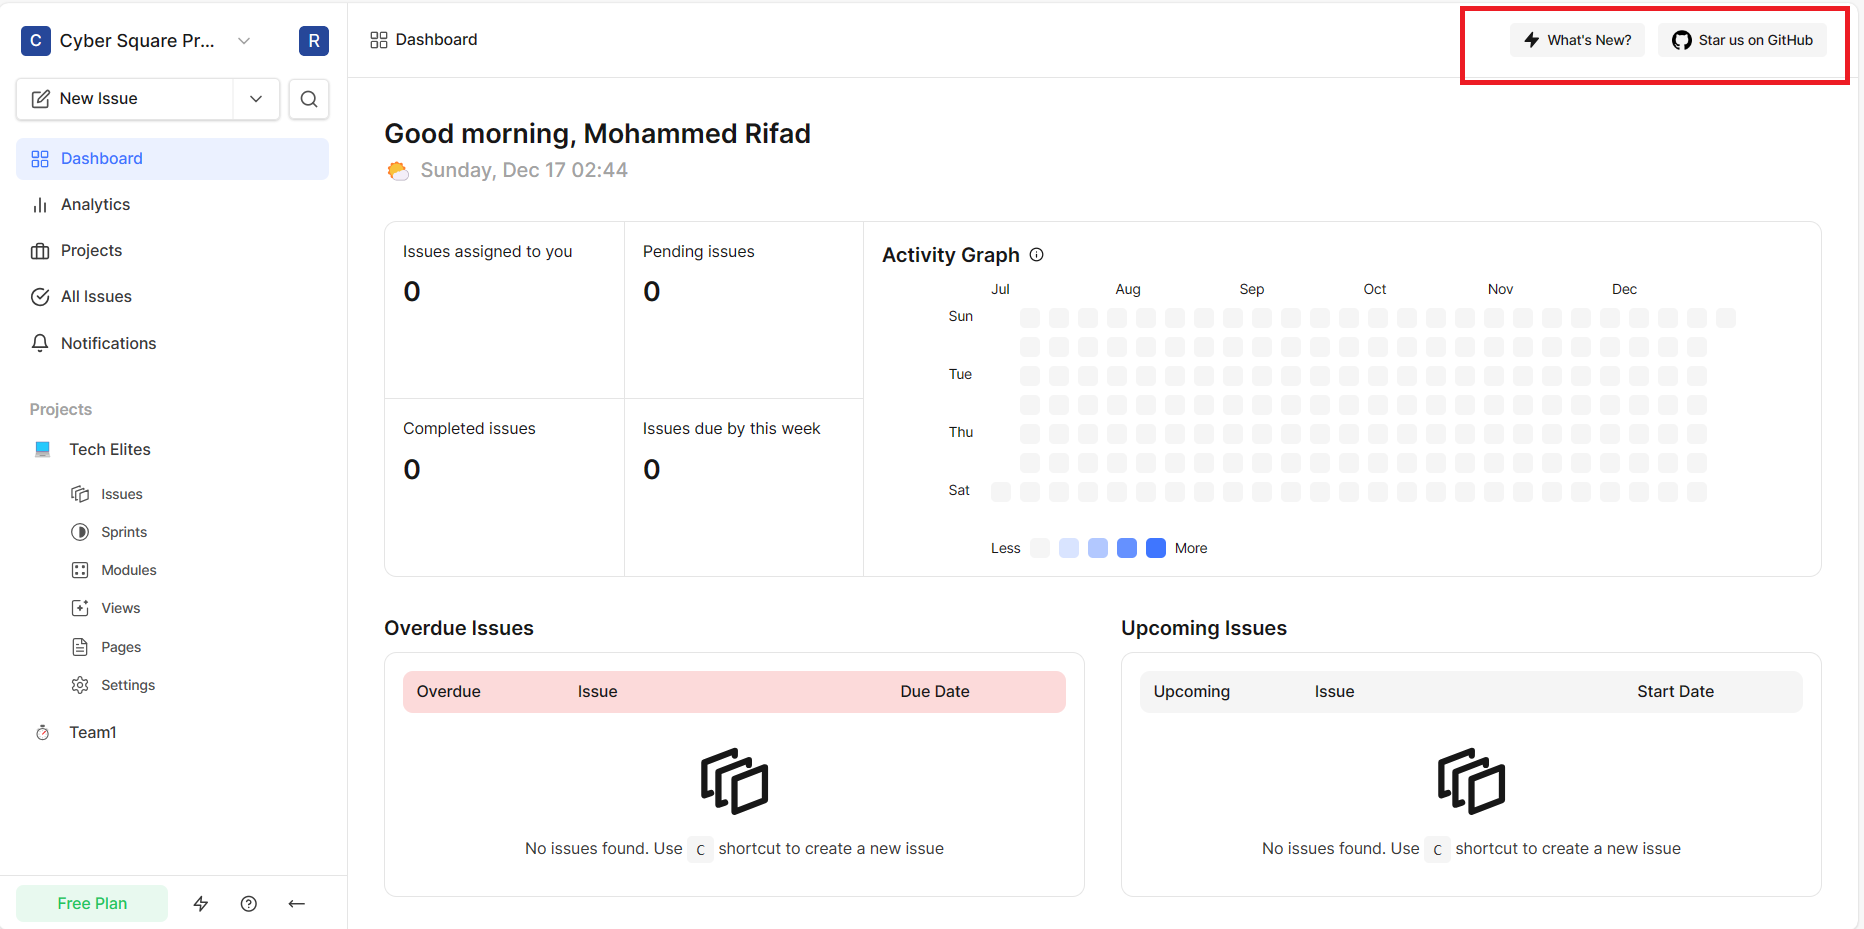 C Cyber Square Pr... R
New Issue
Dashboard
Analytics
Projects
All Issues
Notifications
Projects
Tech Elites
Issues
Sprints
Modules
Views
Pages
Settings
Team1
Free Plan
Dashboard
What's New?
Star us on GitHub
Good morning, Mohammed Rifad
Sunday, Dec 17 02:44
Issues assigned to you
0
Pending issues
0
Completed issues
0
Issues due by this week
0
Activity Graph
Jul Aug Sep Oct Nov Dec
Sun
Tue
Thu
Sat
Less More
Overdue Issues
Overdue Issue Due Date
No issues found. Use C shortcut to create a new issue
Upcoming Issues
Upcoming Issue Start Date
No issues found. Use C shortcut to create a new issue